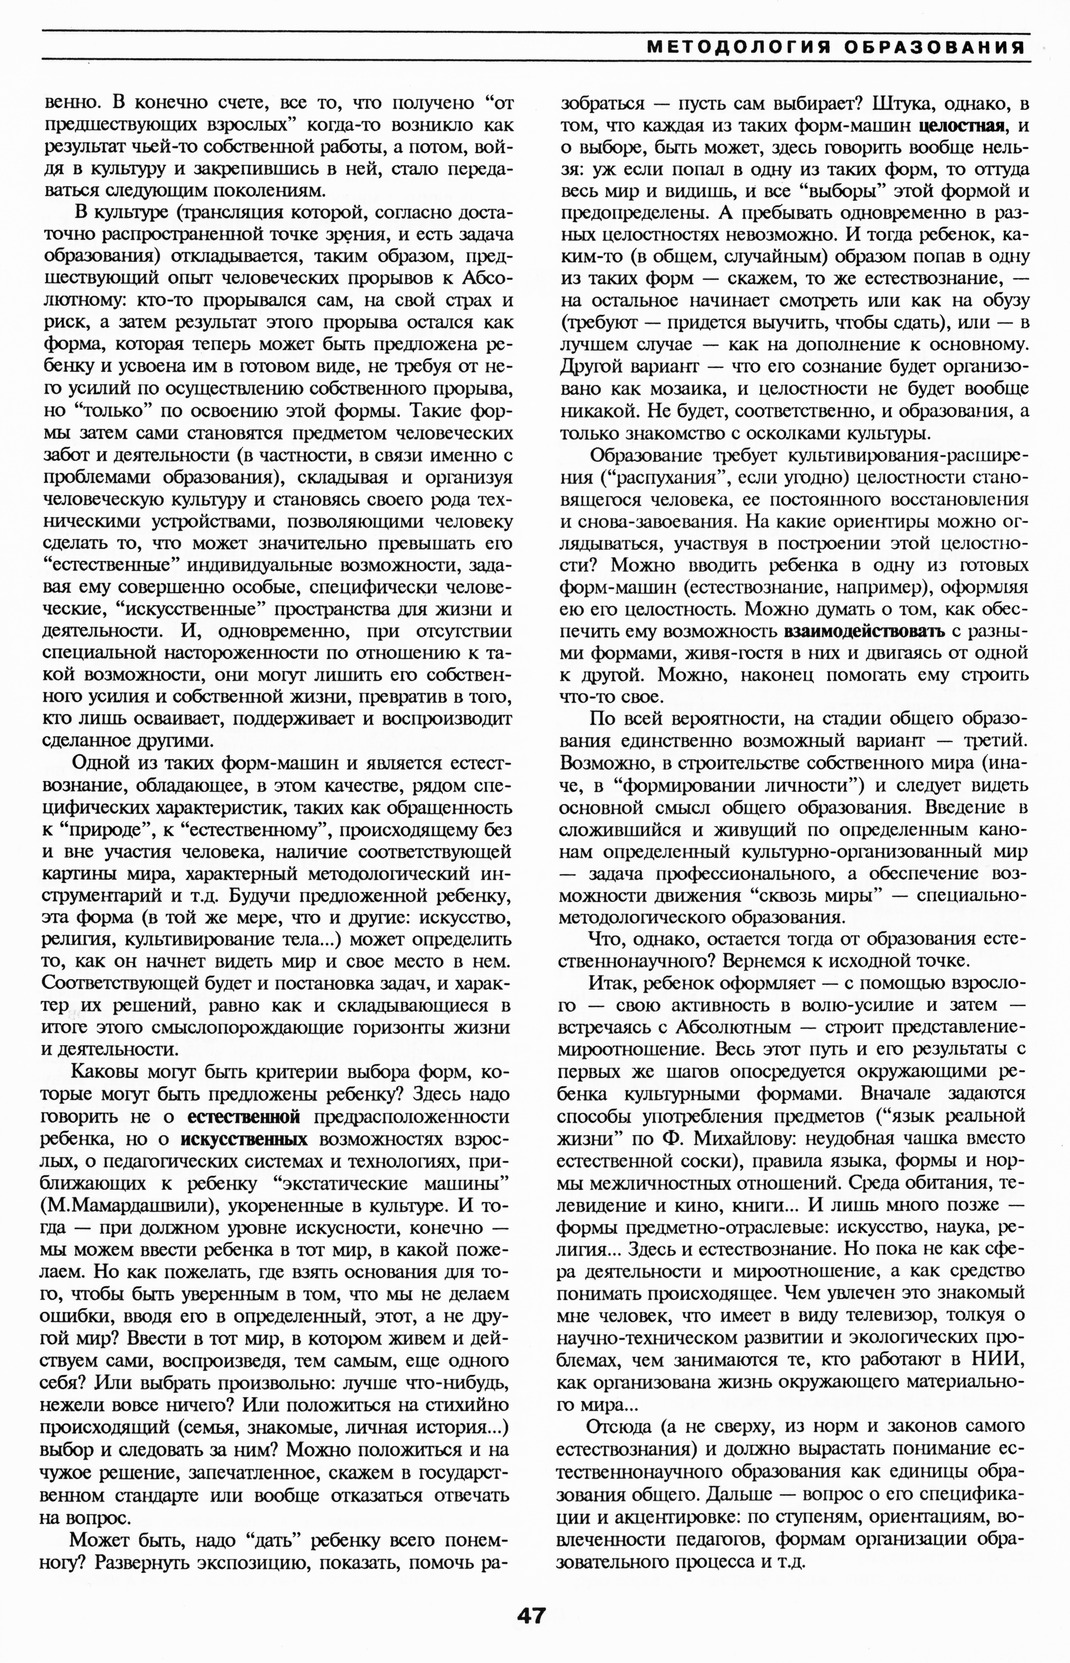 МЕТОДОЛОГИЯ ОБРАЗОВАНИЯ
венно. В конечно счете, все то, что получено “от
предшествующих взрослых” когда-то возникло как
результат чьей-то собственной работы, а потом, вой-
дя в культуру и закрепившись в ней, стало переда-
ваться следующим поколениям.
В культуре (трансляция которой, согласно доста-
точно распространенной точке зрения, и есть задача
образования) откладывается, таким образом, пред-
шествующий опыт человеческих прорывов к Абсо-
лютному: кто-то прорывался сам, на свой страх и
риск, а затем результат этого прорыва остался как
форма, которая теперь может быть предложена ре-
бенку и усвоена им в готовом виде, не требуя от не-
го усилий по осуществлению собственного прорыва,
но “только” по освоению этой формы. Такие фор-
мы затем сами становятся предметом человеческих
забот и деятельности (в частности, в связи именно с
проблемами образования), складывая и организуя
человеческую культуру и становясь своего рода тех-
ническими устройствами, позволяющими человеку
сделать то, что может значительно превышать его
“естественные” индивидуальные возможности, зада-
вая ему совершенно особые, специфически челове-
ческие, “искусственные” пространства для жизни и
деятельности. И, одновременно, при отсутствии
специальной настороженности по отношению к та-
кой возможности, они могут лишить его собствен-
ного усилия и собственной жизни, превратив в того,
кто лишь осваивает, поддерживает и воспроизводит
сделанное другими.
Одной из таких форм-машин и является естест-
вознание, обладающее, в этом качестве, рядом спе-
цифических характеристик, таких как обращенность
к “природе”, к “естественному”, происходящему без
и вне участия человека, наличие соответствующей
картины мира, характерный методологический ин-
струментарий и т.д. Будучи предложенной ребенку,
эта форма (в той же мере, что и другие: искусство,
религия, культивирование тела...) может определить
то, как он начнет видеть мир и свое место в нем.
Соответствующей будет и постановка задач, и харак-
тер их решений, равно как и складывающиеся в
итоге этого смыслопорождающие горизонты жизни
и деятельности.
Каковы могут быть критерии выбора форм, ко-
торые могут быть предложены ребенку? Здесь надо
говорить не о естественной предрасположенности
ребенка, но о искусственных возможностях взрос-
лых, о педагогических системах и технологиях, при-
ближающих к ребенку “экстатические машины”
(М.Мамардашвили), укорененные в культуре. И то-
гда — при должном уровне искусности, конечно —
мы можем ввести ребенка в тот мир, в какой поже-
лаем. Но как пожелать, где взять основания для то-
го, чтобы быть уверенным в том, что мы не делаем
ошибки, вводя его в определенный, этот, а не дру-
гой мир? Ввести в тот мир, в котором живем и дей-
ствуем сами, воспроизведя, тем самым, еще одного
себя? Или выбрать произвольно: лучше что-нибудь,
нежели вовсе ничего? Или положиться на стихийно
происходящий (семья, знакомые, личная история...)
выбор и следовать за ним? Можно положиться и на
чужое решение, запечатленное, скажем в государст-
венном стандарте или вообще отказаться отвечать
на вопрос.
Может быть, надо “дать” ребенку всего понем-
ногу? Развернуть экспозицию, показать, помочь ра-
зобраться — пусть сам выбирает? Штука, однако, в
том, что каждая из таких форм-машин целостная, и
о выборе, быть может, здесь говорить вообще нель-
зя: уж если попал в одну из таких форм, то оттуда
весь мир и видишь, и все “выборы” этой формой и
предопределены. А пребывать одновременно в раз-
ных целостностях невозможно. И тогда ребенок, ка-
ким-то (в общем, случайным) образом попав в одну
из таких форм — скажем, то же естествознание, —
на остальное начинает смотреть или как на обузу
(требуют — придется выучить, чтобы сдать), или — в
лучшем случае — как на дополнение к основному.
Другой вариант — что его сознание будет организо-
вано как мозаика, и целостности не будет вообще
никакой. Не будет, соответственно, и образования, а
только знакомство с осколками культуры.
Образование требует культивирования-расшире-
ния (“распухания”, если угодно) целостности стано-
вящегося человека, ее постоянного восстановления
и снова-завоевания. На какие ориентиры можно ог-
лядываться, участвуя в построении этой целостно-
сти? Можно вводить ребенка в одну из готовых
форм-машин (естествознание, например), оформляя
ею его целостность. Можно думать о том, как обес-
печить ему возможность взаимодействовать с разны-
ми формами, живя-гостя в них и двигаясь от одной
к другой. Можно, наконец помогать ему строить
что-то свое.
По всей вероятности, на стадии общего образо-
вания единственно возможный вариант — третий.
Возможно, в строительстве собственного мира (ина-
че, в “формировании личности”) и следует видеть
основной смысл общего образования. Введение в
сложившийся и живущий по определенным кано-
нам определенный культурно-организованный мир
— задача профессионального, а обеспечение воз-
можности движения “сквозь миры” — специально-
методологического образования.
Что, однако, остается тогда от образования есте-
ственнонаучного? Вернемся к исходной точке.
Итак, ребенок оформляет — с помощью взросло-
го — свою активность в волю-усилие и затем —
встречаясь с Абсолютным — строит представление-
мироотношение. Весь этот путь и его результаты с
первых же шагов опосредуется окружающими ре-
бенка культурными формами. Вначале задаются
способы употребления предметов (“язык реальной
жизни” по Ф. Михайлову: неудобная чашка вместо
естественной соски), правила языка, формы и нор-
мы межличностных отношений. Среда обитания, те-
левидение и кино, книги... И лишь много позже —
формы предметно-отраслевые: искусство, наука, ре-
лигия... Здесь и естествознание. Но пока не как сфе-
ра деятельности и мироотношение, а как средство
понимать происходящее. Чем увлечен это знакомый
мне человек, что имеет в виду телевизор, толкуя о
научно-техническом развитии и экологических про-
блемах, чем занимаются те, кто работают в НИИ,
как организована жизнь окружающего материально-
го мира...
Отсюда (а не сверху, из норм и законов самого
естествознания) и должно вырастать понимание ес-
тественнонаучного образования как единицы обра-
зования общего. Дальше — вопрос о его специфика-
ции и акцентировке: по ступеням, ориентациям, во-
влеченности педагогов, формам организации обра-
зовательного процесса и т.д.
47